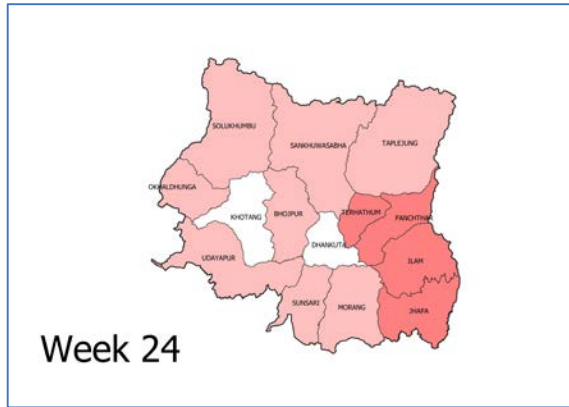 SOLUKHUMBU
SANKHUWASABHA
TAPLEJUNG
OKHALDHUNGA
KHOTANG
BHOJPUR
TERHATHUM
PANCHTHAR
DHANKUTA
UDAYAPUR
ILAM
SUNSARI
MORANG
JHAPA
Week 24